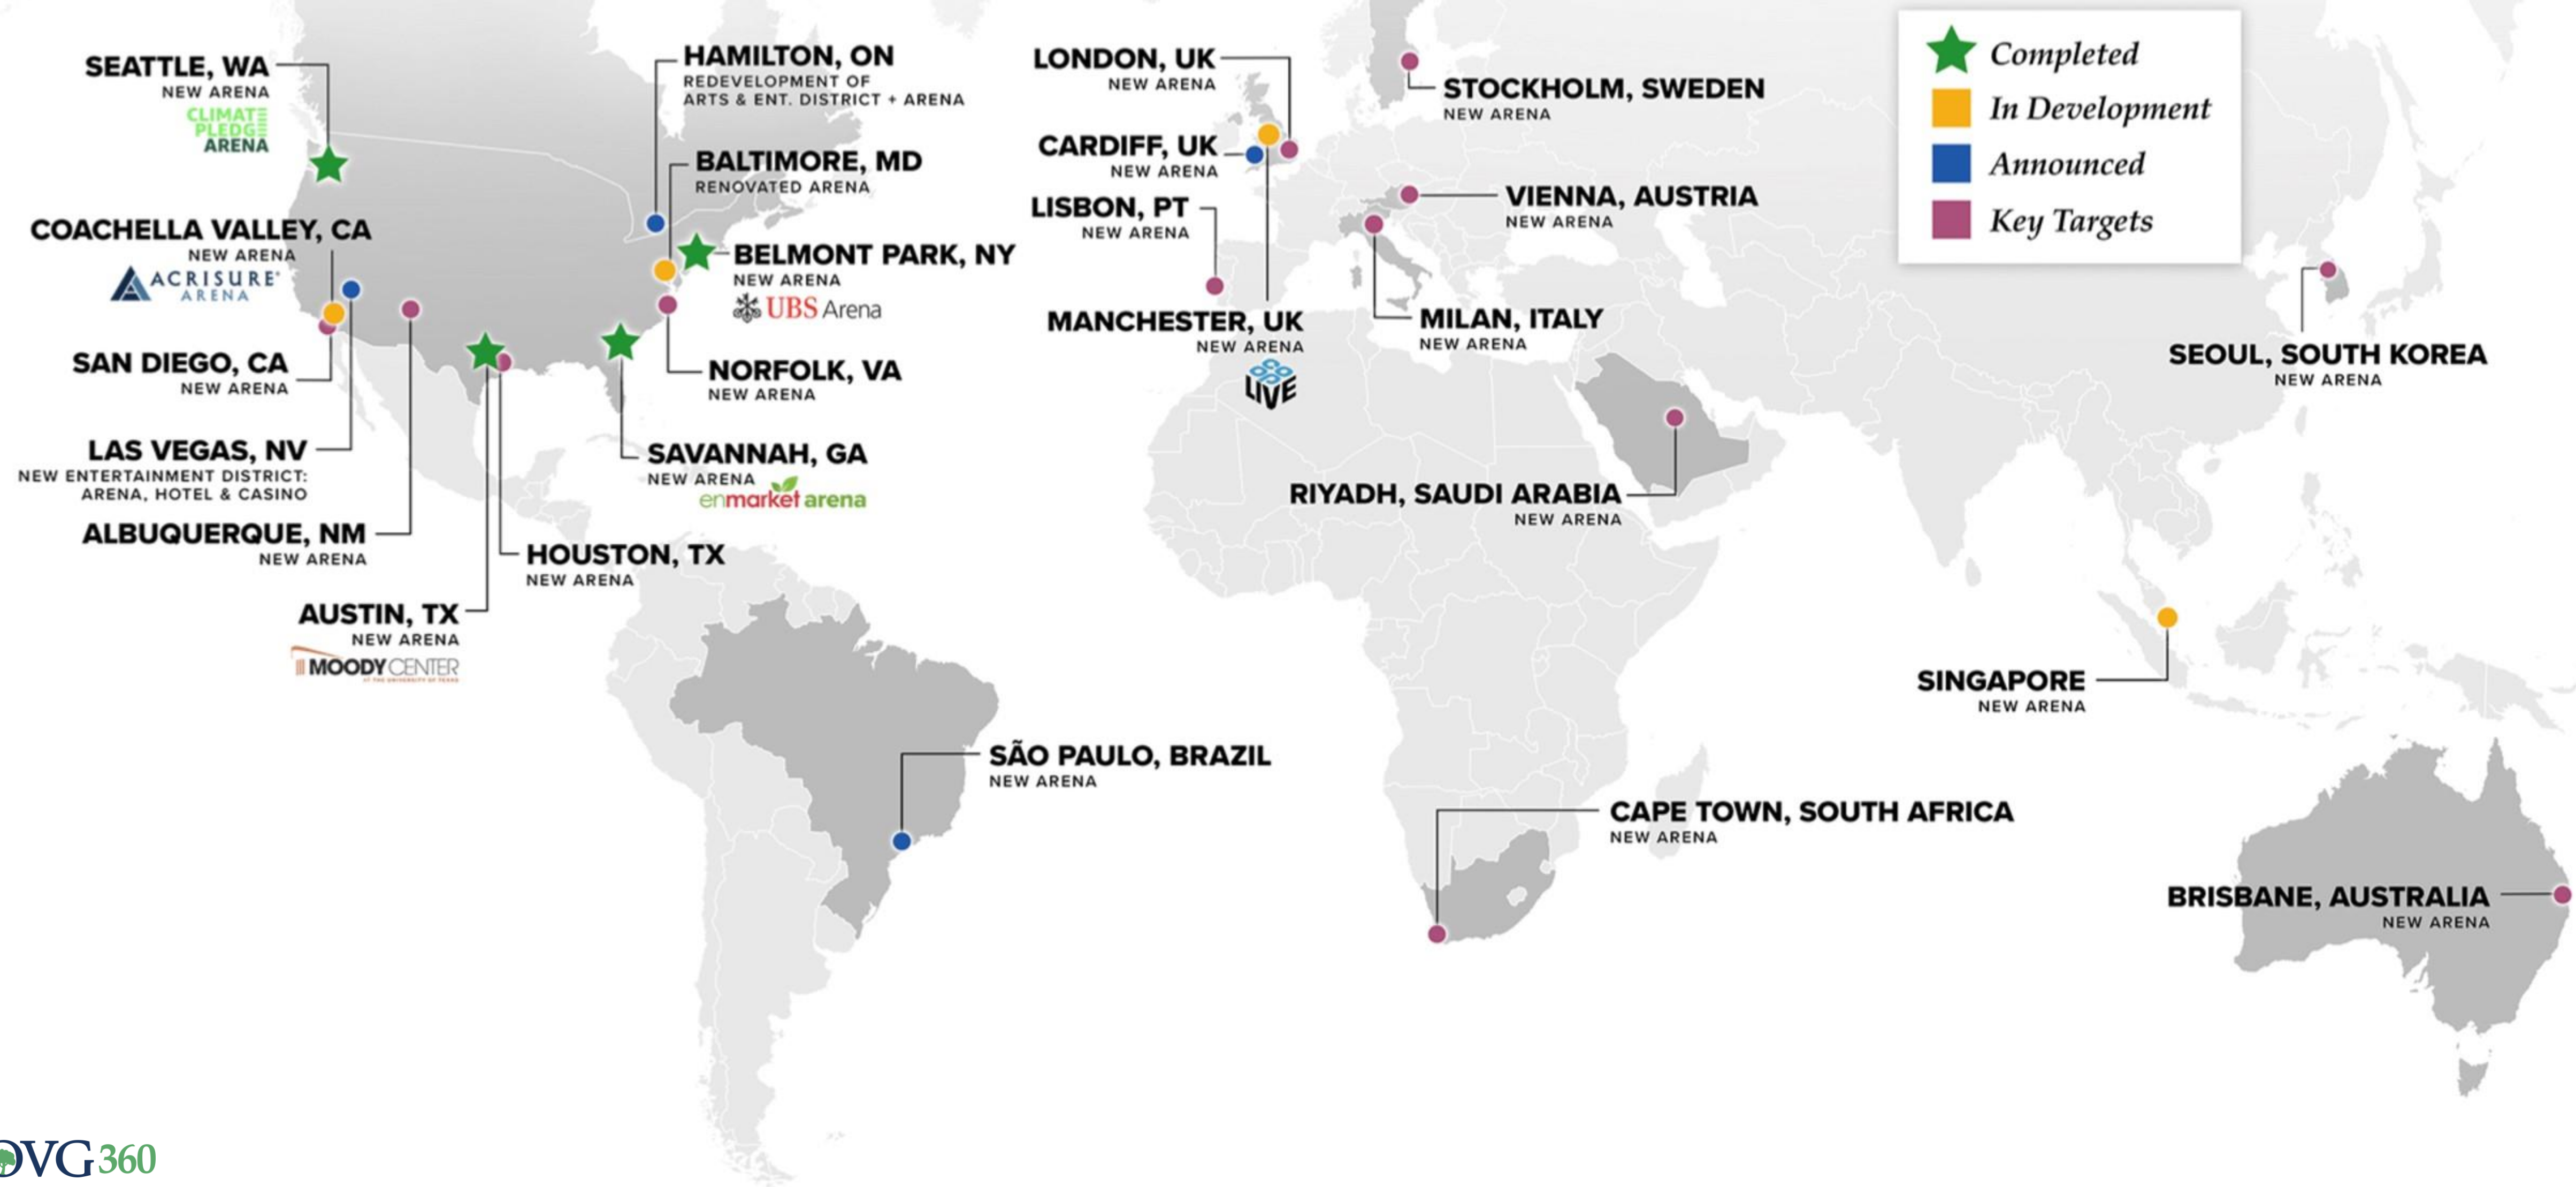 SEATTLE, WA
NEW ARENA
CLIMATE
PLEDGE
ARENA
COACHELLA VALLEY, CA
NEW ARENA
ACRISURE
ARENA
SAN DIEGO, CA
NEW ARENA
LAS VEGAS, NV
NEW ENTERTAINMENT DISTRICT:
ARENA, HOTEL & CASINO
ALBUQUERQUE, NM
NEW ARENA
AUSTIN, TX
NEW ARENA
MOODY CENTER
AT THE UNIVERSITY OF TEXAS
HAMILTON, ON
REDEVELOPMENT OF
ARTS & ENT. DISTRICT + ARENA
BALTIMORE, MD
RENOVATED ARENA
BELMONT PARK, NY
NEW ARENA
UBS Arena
NORFOLK, VA
NEW ARENA
SAVANNAH, GA
NEW ARENA
enmarket arena
HOUSTON, TX
NEW ARENA
SÃO PAULO, BRAZIL
NEW ARENA
LONDON, UK
NEW ARENA
CARDIFF, UK
NEW ARENA
LISBON, PT
NEW ARENA
MANCHESTER, UK
NEW ARENA
LIVE
STOCKHOLM, SWEDEN
NEW ARENA
VIENNA, AUSTRIA
NEW ARENA
MILAN, ITALY
NEW ARENA
RIYADH, SAUDI ARABIA
NEW ARENA
CAPE TOWN, SOUTH AFRICA
NEW ARENA
Completed
In Development
Announced
Key Targets
SEOUL, SOUTH KOREA
NEW ARENA
SINGAPORE
NEW ARENA
BRISBANE, AUSTRALIA
NEW ARENA
OVG360